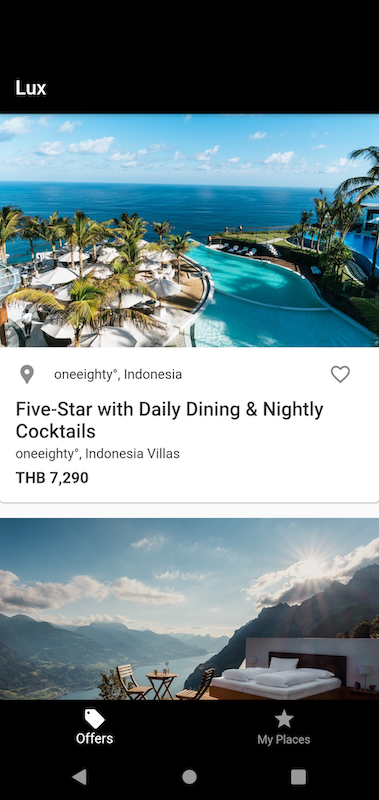 Lux
oneeighty°, Indonesia
Five-Star with Daily Dining & Nightly
Cocktails
oneeighty°, Indonesia Villas
THB 7,290
Offers
My Places